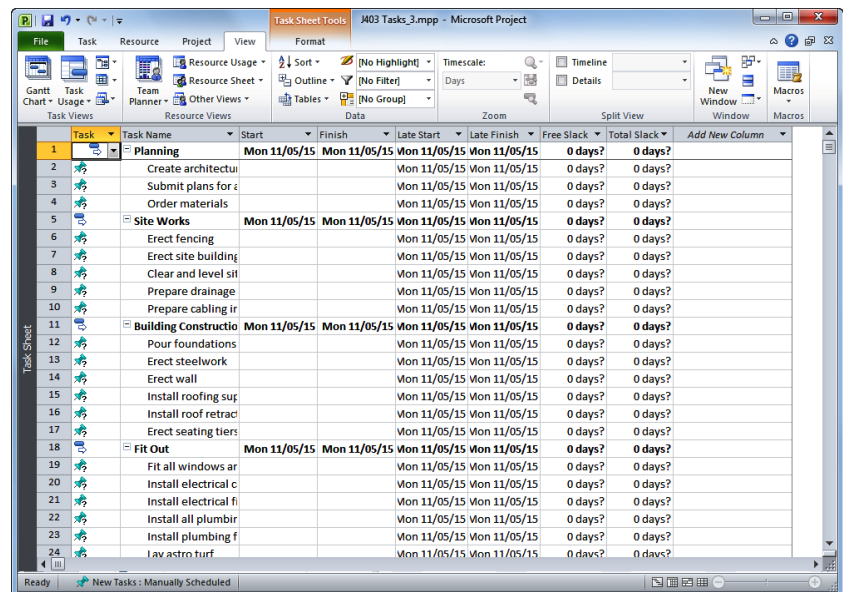 Task Sheet Tools J403 Tasks_3.mpp - Microsoft Project
File Task Resource Project View Format
Gantt Chart Task Usage Team Planner Resource Usage Resource Sheet Other Views
Sort Outline Tables [No Highlight] [No Filter] [No Group]
Timescale: Days
Timeline Details
New Window Macros
Task Views Resource Views Data Zoom Split View Window Macros
Task Task Name Start Finish Late Start Late Finish Free Slack Total Slack Add New Column
1 Planning Mon 11/05/15 Mon 11/05/15 Mon 11/05/15 Mon 11/05/15 0 days? 0 days?
2 Create architectu Mon 11/05/15 Mon 11/05/15 0 days? 0 days?
3 Submit plans for a Mon 11/05/15 Mon 11/05/15 0 days? 0 days?
4 Order materials Mon 11/05/15 Mon 11/05/15 0 days? 0 days?
5 Site Works Mon 11/05/15 Mon 11/05/15 Mon 11/05/15 Mon 11/05/15 0 days? 0 days?
6 Erect fencing Mon 11/05/15 Mon 11/05/15 0 days? 0 days?
7 Erect site building Mon 11/05/15 Mon 11/05/15 0 days? 0 days?
8 Clear and level sit Mon 11/05/15 Mon 11/05/15 0 days? 0 days?
9 Prepare drainage Mon 11/05/15 Mon 11/05/15 0 days? 0 days?
10 Prepare cabling in Mon 11/05/15 Mon 11/05/15 0 days? 0 days?
11 Building Constructio Mon 11/05/15 Mon 11/05/15 Mon 11/05/15 Mon 11/05/15 0 days? 0 days?
12 Pour foundations Mon 11/05/15 Mon 11/05/15 0 days? 0 days?
13 Erect steelwork Mon 11/05/15 Mon 11/05/15 0 days? 0 days?
14 Erect wall Mon 11/05/15 Mon 11/05/15 0 days? 0 days?
15 Install roofing sup Mon 11/05/15 Mon 11/05/15 0 days? 0 days?
16 Install roof retract Mon 11/05/15 Mon 11/05/15 0 days? 0 days?
17 Erect seating tiers Mon 11/05/15 Mon 11/05/15 0 days? 0 days?
18 Fit Out Mon 11/05/15 Mon 11/05/15 Mon 11/05/15 Mon 11/05/15 0 days? 0 days?
19 Fit all windows ar Mon 11/05/15 Mon 11/05/15 0 days? 0 days?
20 Install electrical c Mon 11/05/15 Mon 11/05/15 0 days? 0 days?
21 Install electrical fi Mon 11/05/15 Mon 11/05/15 0 days? 0 days?
22 Install all plumbir Mon 11/05/15 Mon 11/05/15 0 days? 0 days?
23 Install plumbing f Mon 11/05/15 Mon 11/05/15 0 days? 0 days?
24 Lay astro turf Mon 11/05/15 Mon 11/05/15 0 days? 0 days?
Task Sheet
Ready New Tasks : Manually Scheduled